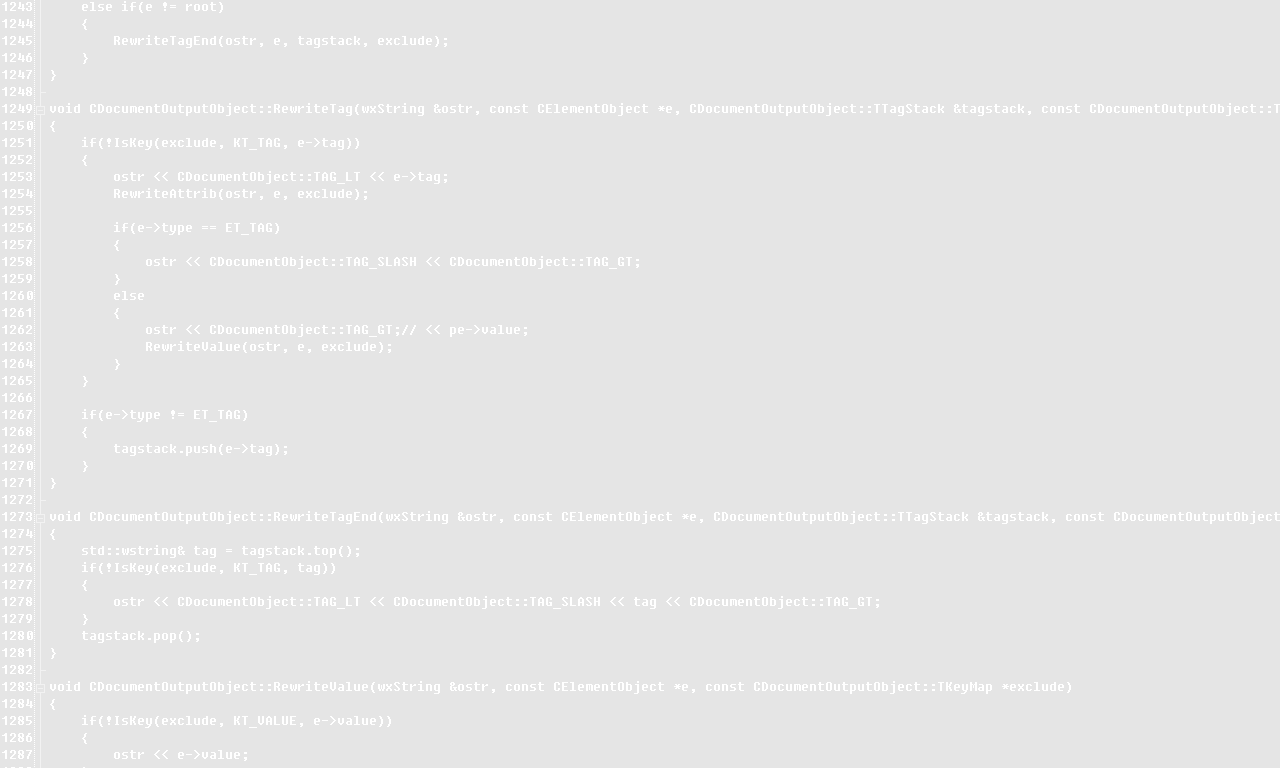 1243 else if(e != root)
1244 {
1245 RewriteTagEnd(ostr, e, tagstack, exclude);
1246 }
1247 }
1248
1249 void CDocumentOutputObject::RewriteTag(wxString &ostr, const CElementObject *e, CDocumentOutputObject::TTagStack &tagstack, const CDocumentOutputObject::T
1250 {
1251 if(!IsKey(exclude, KT_TAG, e->tag))
1252 {
1253 ostr << CDocumentObject::TAG_LT << e->tag;
1254 RewriteAttrib(ostr, e, exclude);
1255
1256 if(e->type == ET_TAG)
1257 {
1258 ostr << CDocumentObject::TAG_SLASH << CDocumentObject::TAG_GT;
1259 }
1260 else
1261 {
1262 ostr << CDocumentObject::TAG_GT;// << pe->value;
1263 RewriteValue(ostr, e, exclude);
1264 }
1265 }
1266
1267 if(e->type != ET_TAG)
1268 {
1269 tagstack.push(e->tag);
1270 }
1271 }
1272
1273 void CDocumentOutputObject::RewriteTagEnd(wxString &ostr, const CElementObject *e, CDocumentOutputObject::TTagStack &tagstack, const CDocumentOutputObject
1274 {
1275 std::wstring& tag = tagstack.top();
1276 if(!IsKey(exclude, KT_TAG, tag))
1277 {
1278 ostr << CDocumentObject::TAG_LT << CDocumentObject::TAG_SLASH << tag << CDocumentObject::TAG_GT;
1279 }
1280 tagstack.pop();
1281 }
1282
1283 void CDocumentOutputObject::RewriteValue(wxString &ostr, const CElementObject *e, const CDocumentOutputObject::TKeyMap *exclude)
1284 {
1285 if(!IsKey(exclude, KT_VALUE, e->value))
1286 {
1287 ostr << e->value;